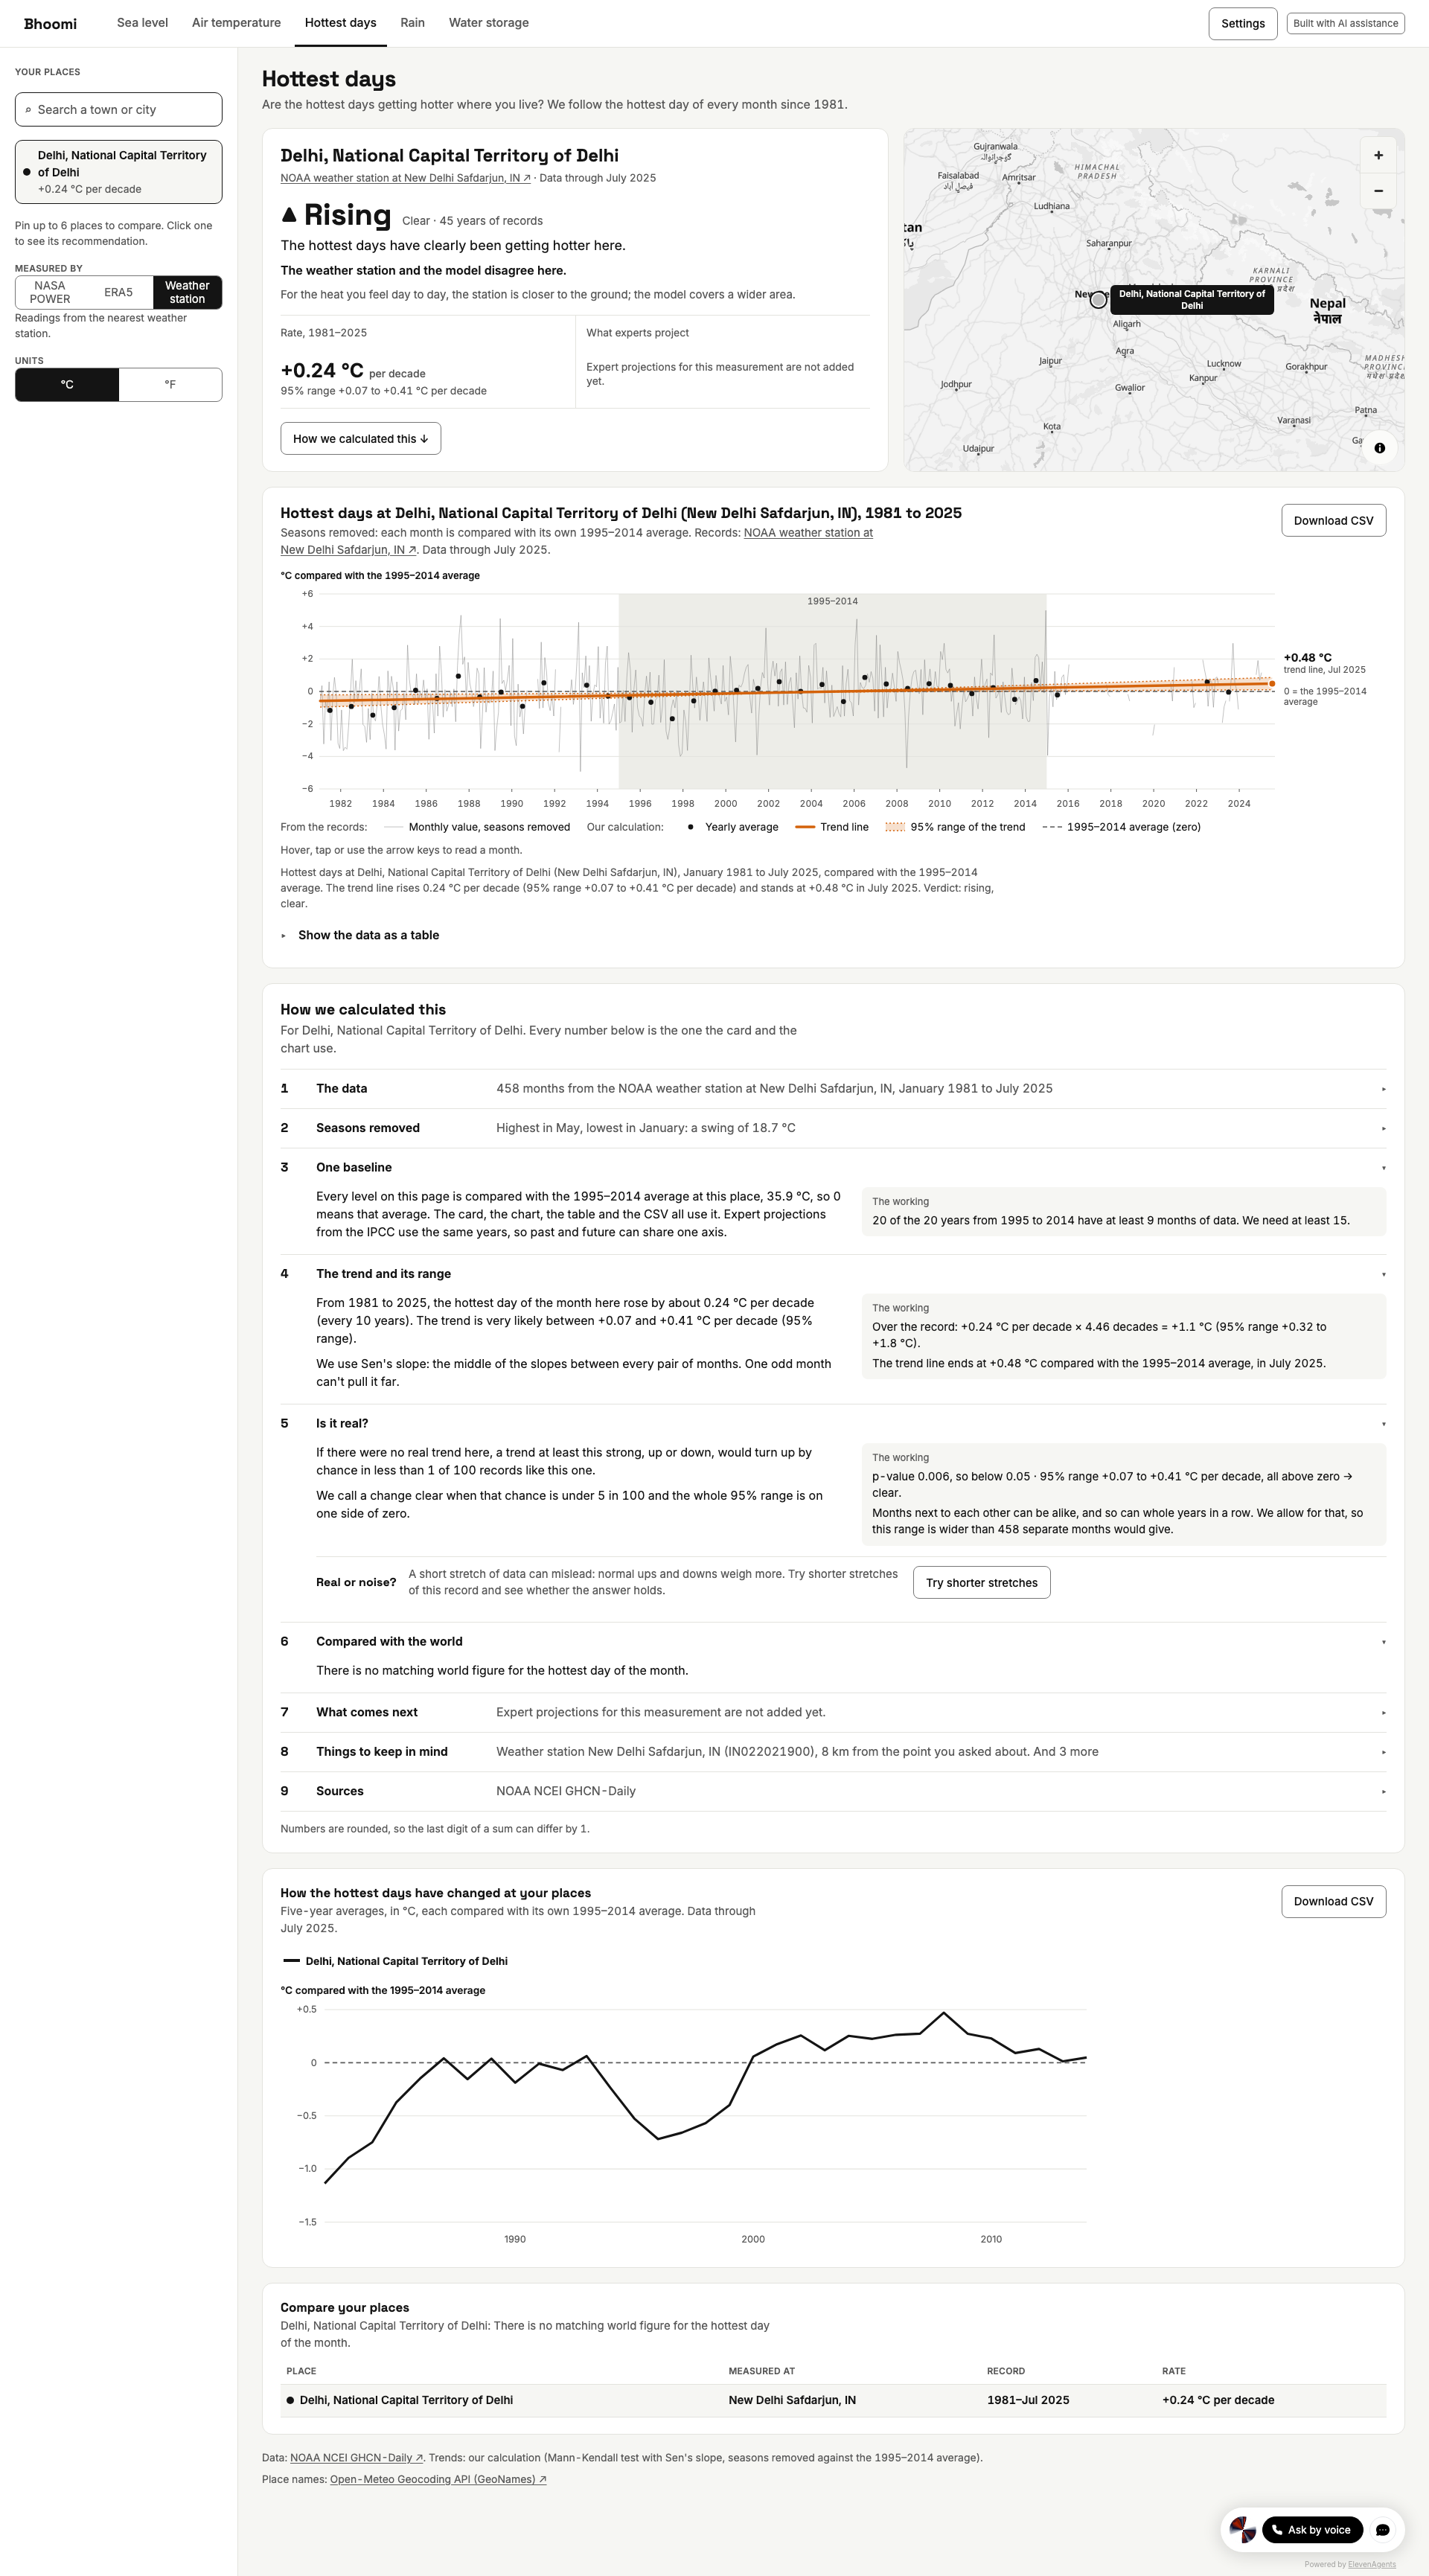 Bhoomi
Sea level
Air temperature
Hottest days
Rain
Water storage
Settings
Built with AI assistance
YOUR PLACES
Search a town or city
Delhi, National Capital Territory
of Delhi
+0.24 °C per decade
Pin up to 6 places to compare. Click one
to see its recommendation.
MEASURED BY
NASA
POWER
ERA5
Weather
station
Readings from the nearest weather
station.
UNITS
°C
°F
Hottest days
Are the hottest days getting hotter where you live? We follow the hottest day of every month since 1981.
Delhi, National Capital Territory of Delhi
NOAA weather station at New Delhi Safdarjun, IN ↗ · Data through July 2025
▲ Rising
Clear · 45 years of records
The hottest days have clearly been getting hotter here.
The weather station and the model disagree here.
For the heat you feel day to day, the station is closer to the ground; the model covers a wider area.
Rate, 1981–2025
+0.24 °C per decade
95% range +0.07 to +0.41 °C per decade
What experts project
Expert projections for this measurement are not added
yet.
How we calculated this ↓
Gujranwala
گوجرانوالہ
HIMACHAL
PRADESH
Faisalabad
فیصل آباد
Amritsar
Ludhiana
tan
Saharanpur
KARNALI
PROVINCE
Delhi, National Capital Territory of
Delhi
Nepal
नेपाल
Aligarh
Agra
Jaipur
Lucknow
Gorakhpur
Jodhpur
Kanpur
Gwalior
Patna
Varanasi
Kota
Udaipur
+
−
Hottest days at Delhi, National Capital Territory of Delhi (New Delhi Safdarjun, IN), 1981 to 2025
Seasons removed: each month is compared with its own 1995–2014 average. Records: NOAA weather station at
New Delhi Safdarjun, IN ↗. Data through July 2025.
Download CSV
°C compared with the 1995–2014 average
1995–2014
+6
+4
+2
0
−2
−4
−6
+0.48 °C
trend line, Jul 2025
0 = the 1995–2014
average
1982 1984 1986 1988 1990 1992 1994 1996 1998 2000 2002 2004 2006 2008 2010 2012 2014 2016 2018 2020 2022 2024
From the records: Monthly value, seasons removed Our calculation: Yearly average Trend line 95% range of the trend 1995–2014 average (zero)
Hover, tap or use the arrow keys to read a month.
Hottest days at Delhi, National Capital Territory of Delhi (New Delhi Safdarjun, IN), January 1981 to July 2025, compared with the 1995–2014
average. The trend line rises 0.24 °C per decade (95% range +0.07 to +0.41 °C per decade) and stands at +0.48 °C in July 2025. Verdict: rising,
clear.
Show the data as a table
How we calculated this
For Delhi, National Capital Territory of Delhi. Every number below is the one the card and the
chart use.
1 The data 458 months from the NOAA weather station at New Delhi Safdarjun, IN, January 1981 to July 2025
2 Seasons removed Highest in May, lowest in January: a swing of 18.7 °C
3 One baseline
Every level on this page is compared with the 1995–2014 average at this place, 35.9 °C, so 0
means that average. The card, the chart, the table and the CSV all use it. Expert projections
from the IPCC use the same years, so past and future can share one axis.
The working
20 of the 20 years from 1995 to 2014 have at least 9 months of data. We need at least 15.
4 The trend and its range
From 1981 to 2025, the hottest day of the month here rose by about 0.24 °C per decade
(every 10 years). The trend is very likely between +0.07 and +0.41 °C per decade (95%
range).
We use Sen's slope: the middle of the slopes between every pair of months. One odd month
can't pull it far.
The working
Over the record: +0.24 °C per decade × 4.46 decades = +1.1 °C (95% range +0.32 to
+1.8 °C).
The trend line ends at +0.48 °C compared with the 1995–2014 average, in July 2025.
5 Is it real?
If there were no real trend here, a trend at least this strong, up or down, would turn up by
chance in less than 1 of 100 records like this one.
We call a change clear when that chance is under 5 in 100 and the whole 95% range is on
one side of zero.
The working
p-value 0.006, so below 0.05 · 95% range +0.07 to +0.41 °C per decade, all above zero →
clear.
Months next to each other can be alike, and so can whole years in a row. We allow for that, so
this range is wider than 458 separate months would give.
Real or noise?
A short stretch of data can mislead: normal ups and downs weigh more. Try shorter stretches
of this record and see whether the answer holds.
Try shorter stretches
6 Compared with the world
There is no matching world figure for the hottest day of the month.
7 What comes next Expert projections for this measurement are not added yet.
8 Things to keep in mind Weather station New Delhi Safdarjun, IN (IN022021900), 8 km from the point you asked about. And 3 more
9 Sources NOAA NCEI GHCN-Daily
Numbers are rounded, so the last digit of a sum can differ by 1.
How the hottest days have changed at your places
Five-year averages, in °C, each compared with its own 1995–2014 average. Data through
July 2025.
Download CSV
Delhi, National Capital Territory of Delhi
°C compared with the 1995–2014 average
+0.5
0
−0.5
−1.0
−1.5
1990 2000 2010
Compare your places
Delhi, National Capital Territory of Delhi: There is no matching world figure for the hottest day
of the month.
PLACE MEASURED AT RECORD RATE
Delhi, National Capital Territory of Delhi New Delhi Safdarjun, IN 1981–Jul 2025 +0.24 °C per decade
Data: NOAA NCEI GHCN-Daily ↗. Trends: our calculation (Mann-Kendall test with Sen's slope, seasons removed against the 1995–2014 average).
Place names: Open-Meteo Geocoding API (GeoNames) ↗
Ask by voice
Powered by ElevenAgents